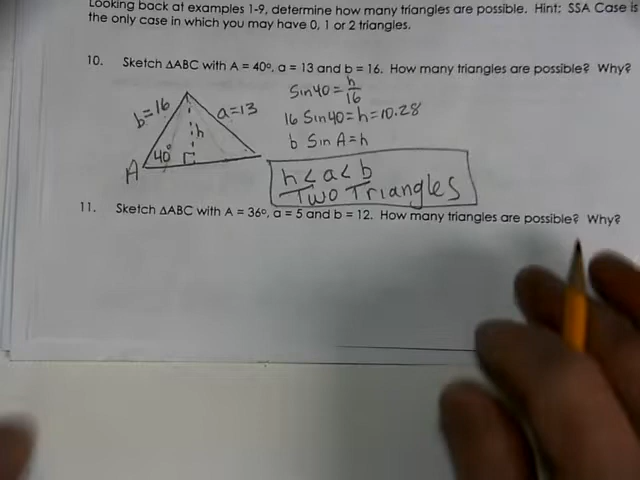 Looking back at examples 1-9, determine how many triangles are possible. Hint: SSA Case is
the only case in which you may have 0, 1 or 2 triangles.
10. Sketch ΔABC with A = 40°, a = 13 and b = 16. How many triangles are possible? Why?
b=16
a=13
h
A
40°
Sin40 = h/16
16 Sin40 = h = 10.28
b Sin A = h
h < a < b
Two Triangles
11. Sketch ΔABC with A = 36°, a = 5 and b = 12. How many triangles are possible? Why?